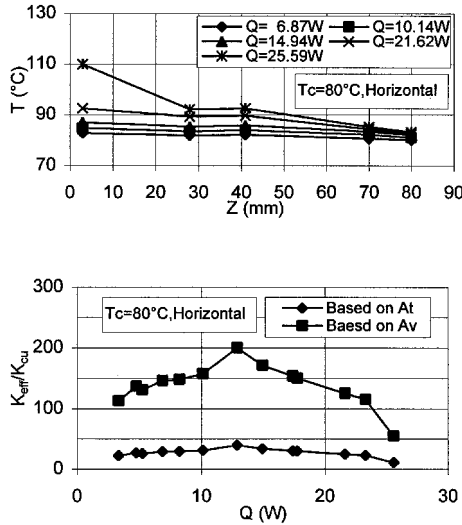 130
110
90
70
T (°C)
Q= 6.87W
Q=10.14W
Q=14.94W
Q=21.62W
Q=25.59W
Tc=80°C,Horizontal
0 10 20 30 40 50 60 70 80 90
Z (mm)
300
200
100
0
Keff/Kcu
Tc=80°C,Horizontal
Based on At
Baesd on Av
0 10 20 30
Q (W)